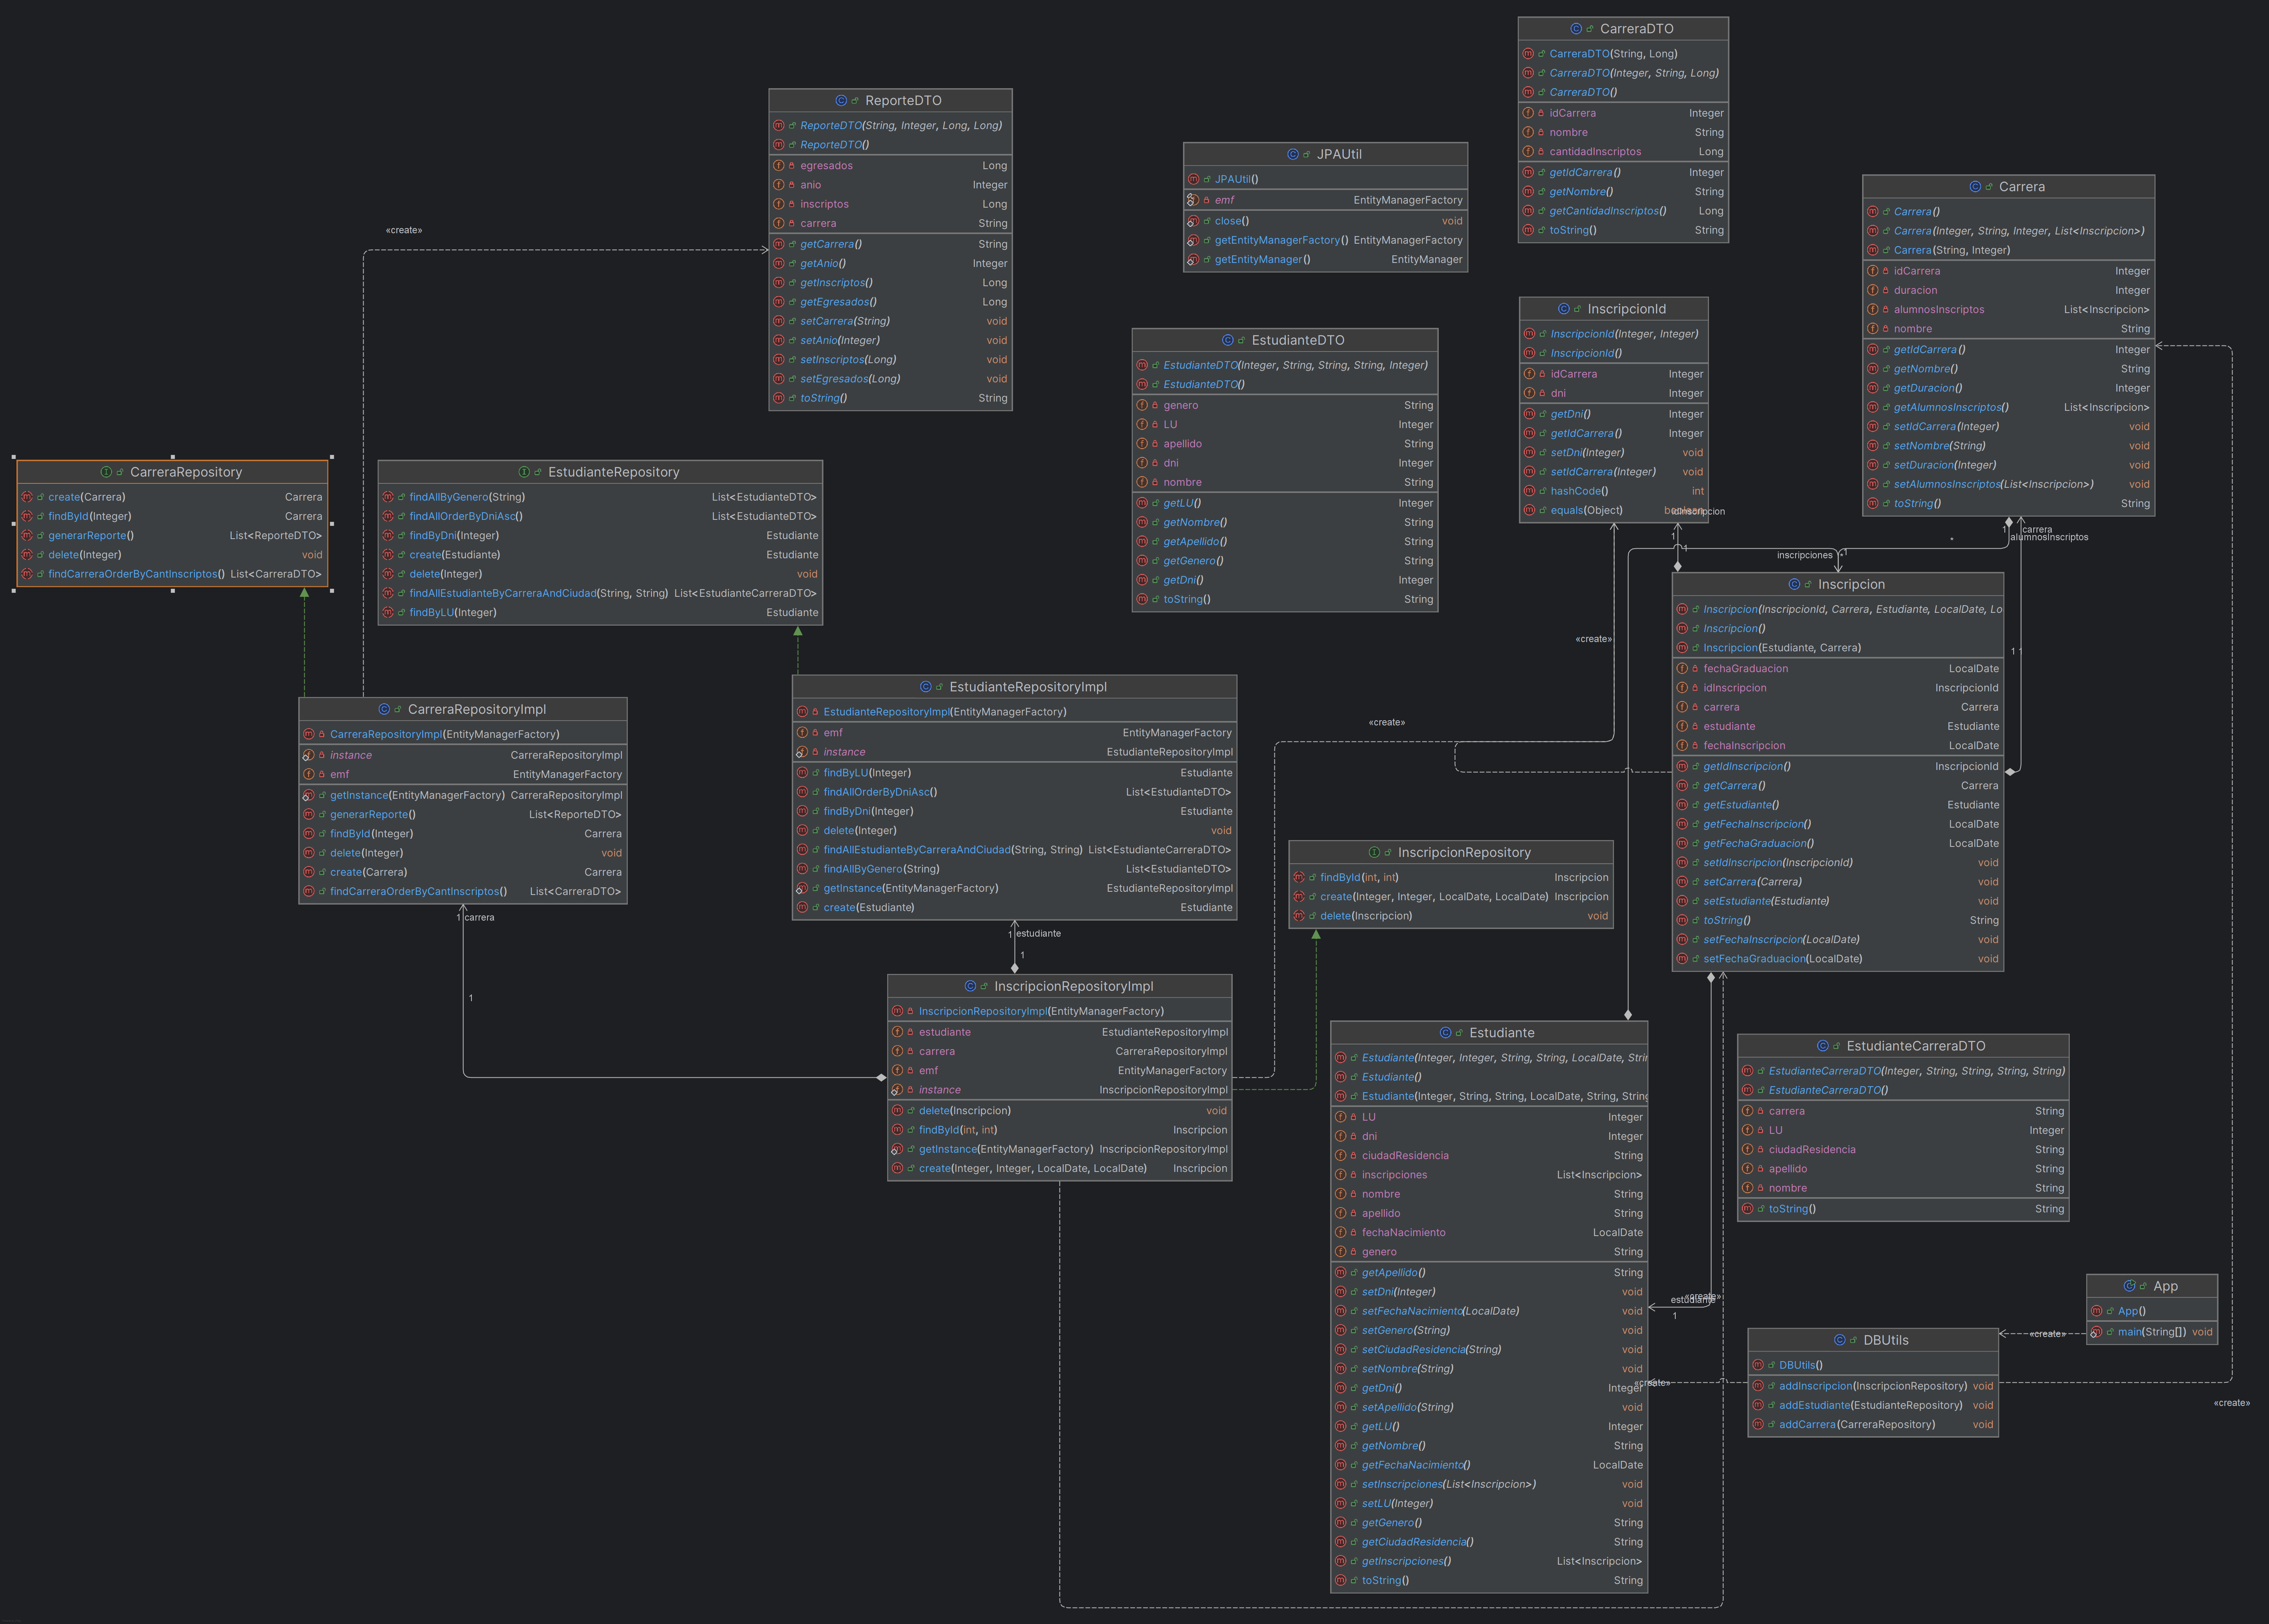 CarreraDTO
CarreraDTO(String, Long)
CarreraDTO(Integer, String, Long)
CarreraDTO()
idCarrera Integer
nombre String
cantidadInscriptos Long
getIdCarrera() Integer
getNombre() String
getCantidadInscriptos() Long
toString() String
ReporteDTO
ReporteDTO(String, Integer, Long, Long)
ReporteDTO()
egresados Long
anio Integer
inscriptos Long
carrera String
getCarrera() String
getAnio() Integer
getInscriptos() Long
getEgresados() Long
setCarrera(String) void
setAnio(Integer) void
setInscriptos(Long) void
setEgresados(Long) void
toString() String
«create»
JPAUtil
JPAUtil()
emf EntityManagerFactory
close() void
getEntityManagerFactory() EntityManagerFactory
getEntityManager() EntityManager
Carrera
Carrera()
Carrera(Integer, String, Integer, List<Inscripcion>)
Carrera(String, Integer)
idCarrera Integer
duracion Integer
alumnosInscriptos List<Inscripcion>
nombre String
getIdCarrera() Integer
getNombre() String
getDuracion() Integer
getAlumnosInscriptos() List<Inscripcion>
setIdCarrera(Integer) void
setNombre(String) void
setDuracion(Integer) void
setAlumnosInscriptos(List<Inscripcion>) void
toString() String
InscripcionId
InscripcionId(Integer, Integer)
InscripcionId()
idCarrera Integer
dni Integer
getDni() Integer
getIdCarrera() Integer
setDni(Integer) void
setIdCarrera(Integer) void
hashCode() int
equals(Object) boolean
idInscripcion
EstudianteDTO
EstudianteDTO(Integer, String, String, String, Integer)
EstudianteDTO()
genero String
LU Integer
apellido String
dni Integer
nombre String
getLU() Integer
getNombre() String
getApellido() String
getGenero() String
getDni() Integer
toString() String
CarreraRepository
create(Carrera) Carrera
findById(Integer) Carrera
generarReporte() List<ReporteDTO>
delete(Integer) void
findCarreraOrderByCantInscriptos() List<CarreraDTO>
EstudianteRepository
findAllByGenero(String) List<EstudianteDTO>
findAllOrderByDniAsc() List<EstudianteDTO>
findByDni(Integer) Estudiante
create(Estudiante) Estudiante
delete(Integer) void
findAllEstudianteByCarreraAndCiudad(String, String) List<EstudianteCarreraDTO>
findByLU(Integer) Estudiante
1 carrera
alumnosInscriptos
*
1
1
inscripciones * 1
Inscripcion
Inscripcion(InscripcionId, Carrera, Estudiante, LocalDate, Lo
Inscripcion()
Inscripcion(Estudiante, Carrera)
fechaGraduacion LocalDate
idInscripcion InscripcionId
carrera Carrera
estudiante Estudiante
fechaInscripcion LocalDate
getIdInscripcion() InscripcionId
getCarrera() Carrera
getEstudiante() Estudiante
getFechaInscripcion() LocalDate
getFechaGraduacion() LocalDate
setIdInscripcion(InscripcionId) void
setCarrera(Carrera) void
setEstudiante(Estudiante) void
toString() String
setFechaInscripcion(LocalDate) void
setFechaGraduacion(LocalDate) void
1 1
«create»
«create»
CarreraRepositoryImpl
CarreraRepositoryImpl(EntityManagerFactory)
instance CarreraRepositoryImpl
emf EntityManagerFactory
getInstance(EntityManagerFactory) CarreraRepositoryImpl
generarReporte() List<ReporteDTO>
findById(Integer) Carrera
delete(Integer) void
create(Carrera) Carrera
findCarreraOrderByCantInscriptos() List<CarreraDTO>
1 carrera
1
EstudianteRepositoryImpl
EstudianteRepositoryImpl(EntityManagerFactory)
emf EntityManagerFactory
instance EstudianteRepositoryImpl
findByLU(Integer) Estudiante
findAllOrderByDniAsc() List<EstudianteDTO>
findByDni(Integer) Estudiante
delete(Integer) void
findAllEstudianteByCarreraAndCiudad(String, String) List<EstudianteCarreraDTO>
findAllByGenero(String) List<EstudianteDTO>
getInstance(EntityManagerFactory) EstudianteRepositoryImpl
create(Estudiante) Estudiante
1 estudiante
1
InscripcionRepository
findById(int, int) Inscripcion
create(Integer, Integer, LocalDate, LocalDate) Inscripcion
delete(Inscripcion) void
InscripcionRepositoryImpl
InscripcionRepositoryImpl(EntityManagerFactory)
estudiante EstudianteRepositoryImpl
carrera CarreraRepositoryImpl
emf EntityManagerFactory
instance InscripcionRepositoryImpl
delete(Inscripcion) void
findById(int, int) Inscripcion
getInstance(EntityManagerFactory) InscripcionRepositoryImpl
create(Integer, Integer, LocalDate, LocalDate) Inscripcion
Estudiante
Estudiante(Integer, Integer, String, String, LocalDate, Strin
Estudiante()
Estudiante(Integer, String, String, LocalDate, String, String
LU Integer
dni Integer
ciudadResidencia String
inscripciones List<Inscripcion>
nombre String
apellido String
fechaNacimiento LocalDate
genero String
getApellido() String
setDni(Integer) void
setFechaNacimiento(LocalDate) void
setGenero(String) void
setCiudadResidencia(String) void
setNombre(String) void
getDni() Integer
setApellido(String) void
getLU() Integer
getNombre() String
getFechaNacimiento() LocalDate
setInscripciones(List<Inscripcion>) void
setLU(Integer) void
getGenero() String
getCiudadResidencia() String
getInscripciones() List<Inscripcion>
toString() String
EstudianteCarreraDTO
EstudianteCarreraDTO(Integer, String, String, String, String)
EstudianteCarreraDTO()
carrera String
LU Integer
ciudadResidencia String
apellido String
nombre String
toString() String
estudiante
«create»
1
«create»
App
App()
main(String[]) void
«create»
DBUtils
DBUtils()
addInscripcion(InscripcionRepository) void
addEstudiante(EstudianteRepository) void
addCarrera(CarreraRepository) void
«create»